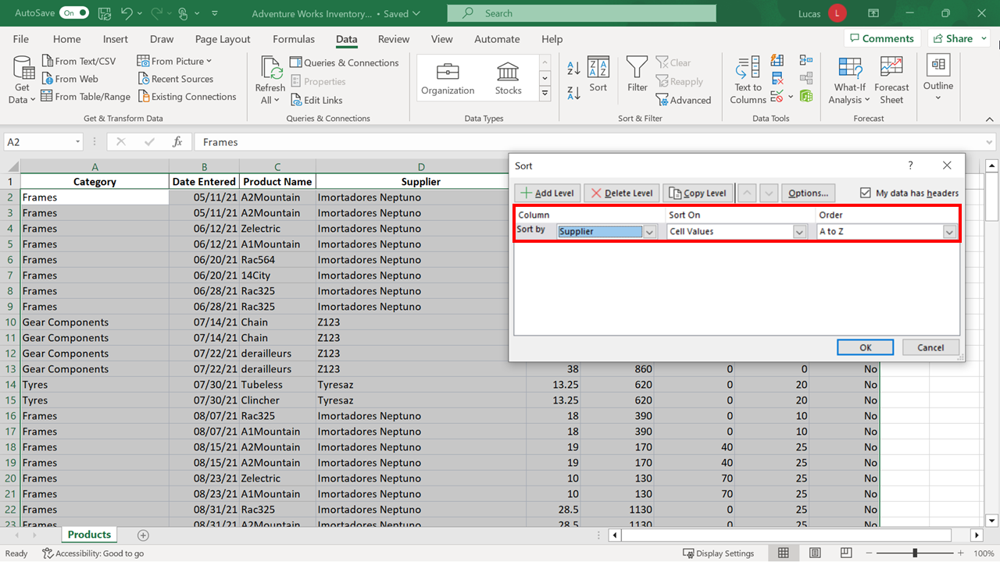 AutoSave On Adventure Works Inventory... • Saved Search Lucas L
File Home Insert Draw Page Layout Formulas Data Review View Automate Help Comments Share
Get Data From Text/CSV From Picture Refresh All Queries & Connections Organization Stocks Sort Filter Clear Text to Columns What-If Analysis Forecast Sheet Outline
From Web Recent Sources Properties Reapply
From Table/Range Existing Connections Edit Links Advanced
Get & Transform Data Queries & Connections Data Types Sort & Filter Data Tools Forecast
A2 fx Frames
A B C D
1 Category Date Entered Product Name Supplier
2 Frames 05/11/21 A2Mountain Imortadores Neptuno
3 Frames 05/11/21 A2Mountain Imortadores Neptuno
4 Frames 06/12/21 Zelectric Imortadores Neptuno
5 Frames 06/12/21 A1Mountain Imortadores Neptuno
6 Frames 06/20/21 Rac564 Imortadores Neptuno
7 Frames 06/20/21 14City Imortadores Neptuno
8 Frames 06/28/21 Rac325 Imortadores Neptuno
9 Frames 06/28/21 Rac325 Imortadores Neptuno
10 Gear Components 07/14/21 Chain Z123
11 Gear Components 07/14/21 Chain Z123
12 Gear Components 07/22/21 derailleurs Z123
13 Gear Components 07/22/21 derailleurs Z123 38 860 0 0 No
14 Tyres 07/30/21 Tubeless Tyresaz 13.25 620 0 20 No
15 Tyres 07/30/21 Clincher Tyresaz 13.25 620 0 20 No
16 Frames 08/07/21 Rac325 Imortadores Neptuno 18 390 0 10 No
17 Frames 08/07/21 A1Mountain Imortadores Neptuno 18 390 0 10 No
18 Frames 08/15/21 A2Mountain Imortadores Neptuno 19 170 40 25 No
19 Frames 08/15/21 A2Mountain Imortadores Neptuno 19 170 40 25 No
20 Frames 08/23/21 Zelectric Imortadores Neptuno 10 130 70 25 No
21 Frames 08/23/21 A1Mountain Imortadores Neptuno 10 130 70 25 No
22 Frames 08/31/21 Rac325 Imortadores Neptuno 28.5 1130 0 25 No
23 Frames 08/31/21 A2Mountain Imortadores Neptuno 28.5 1130 0 25 No
Sort ?
Add Level Delete Level Copy Level Options... My data has headers
Column Sort On Order
Sort by Supplier Cell Values A to Z
OK Cancel
Products
Ready Accessibility: Good to go Display Settings 100%